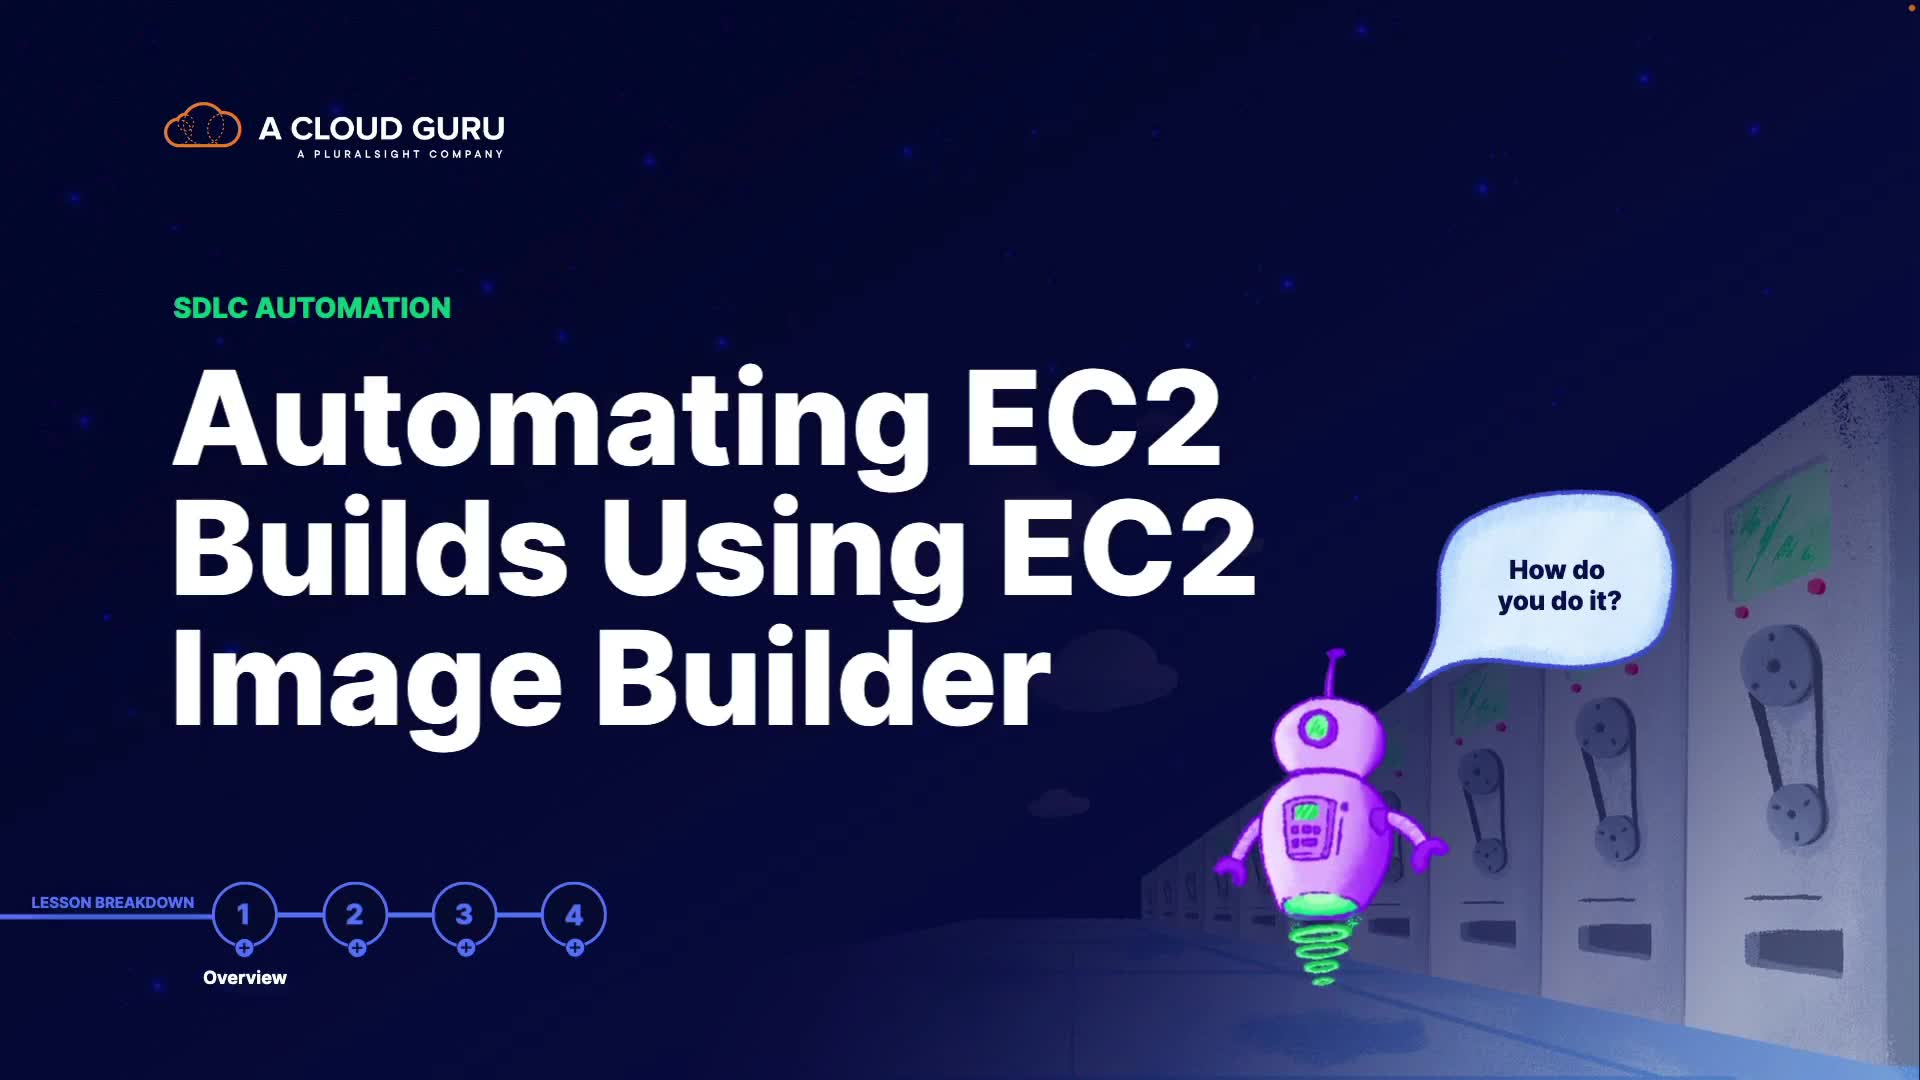 A CLOUD GURU
A PLURALSIGHT COMPANY
SDLC AUTOMATION
Automating EC2
Builds Using EC2
Image Builder
How do
you do it?
LESSON BREAKDOWN
1
2
3
4
Overview